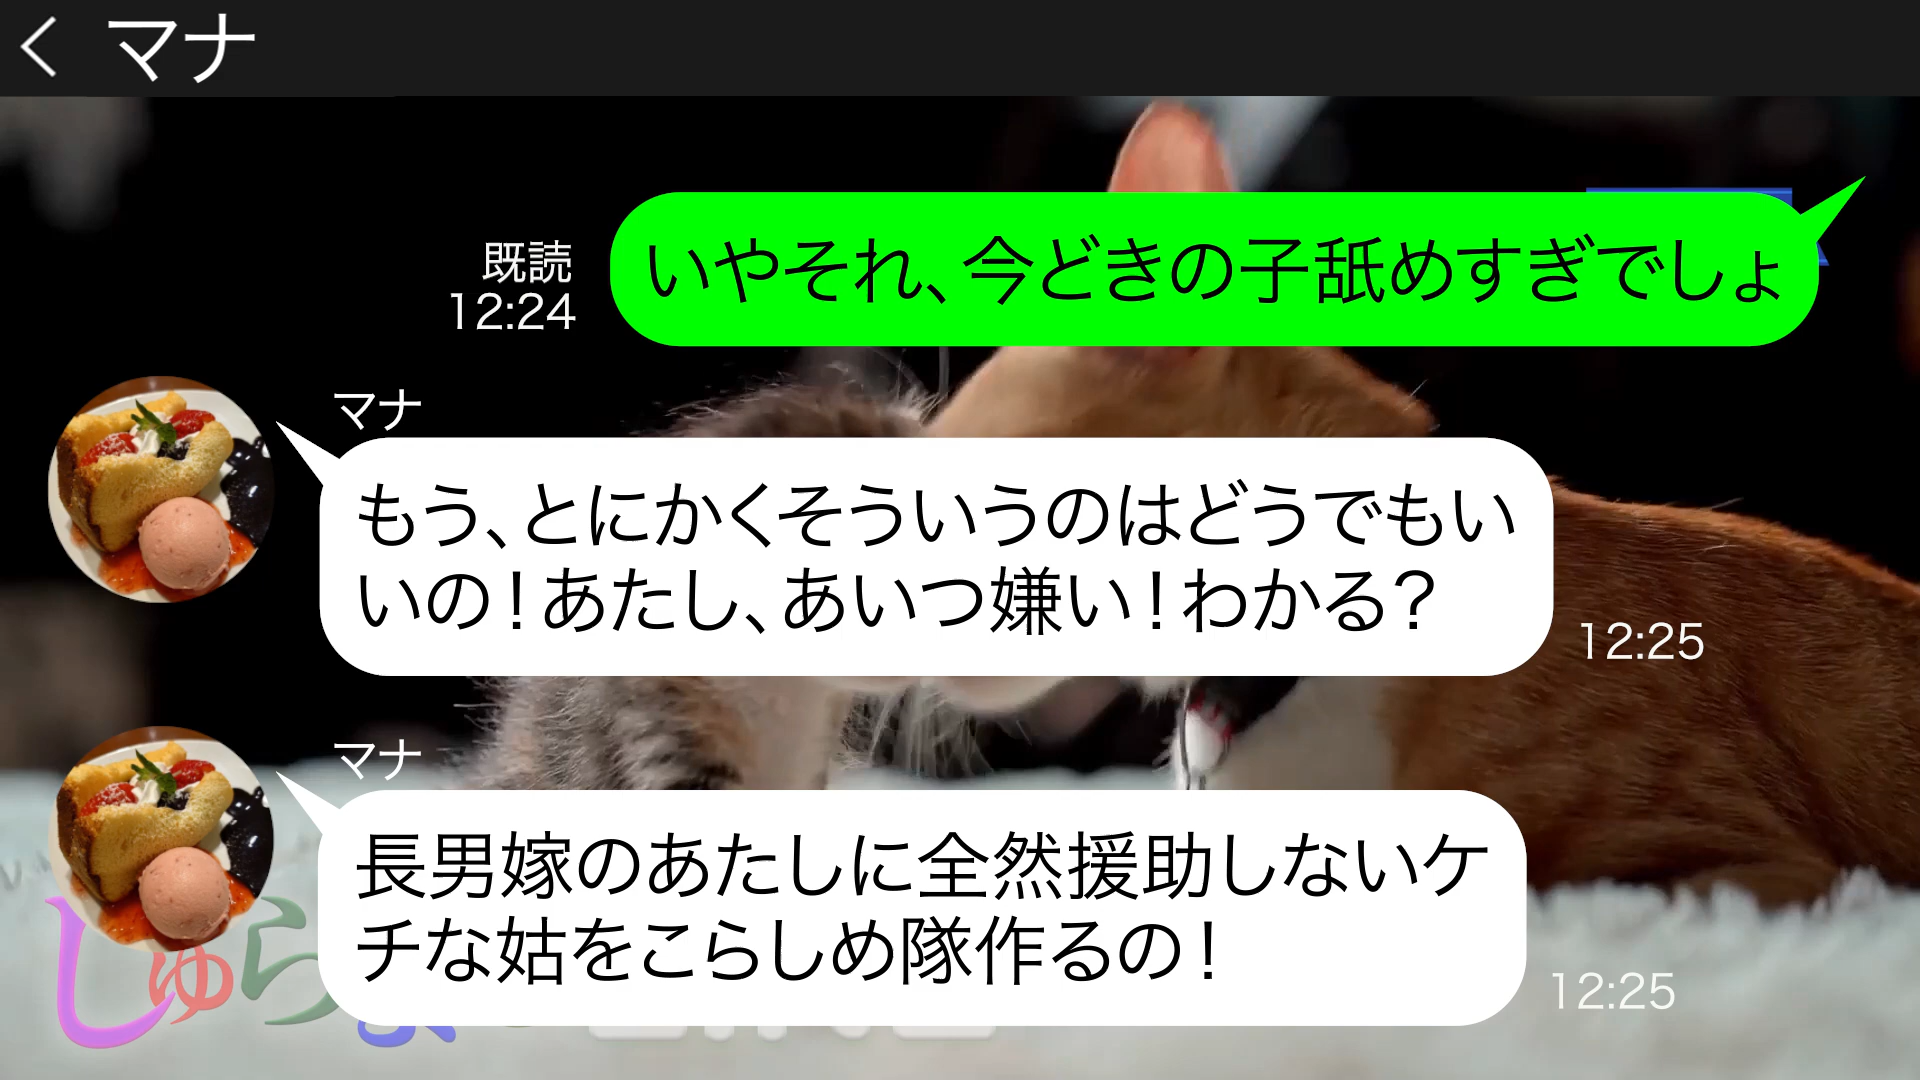 マナ
いやそれ、今どきの子舐めすぎでしょ
既読
12:24
マナ
もう、とにかくそういうのはどうでもい
いの！あたし、あいつ嫌い！わかる？
12:25
マナ
長男嫁のあたしに全然援助しないケ
チな姑をこらしめ隊作るの！
12:25
しゅら